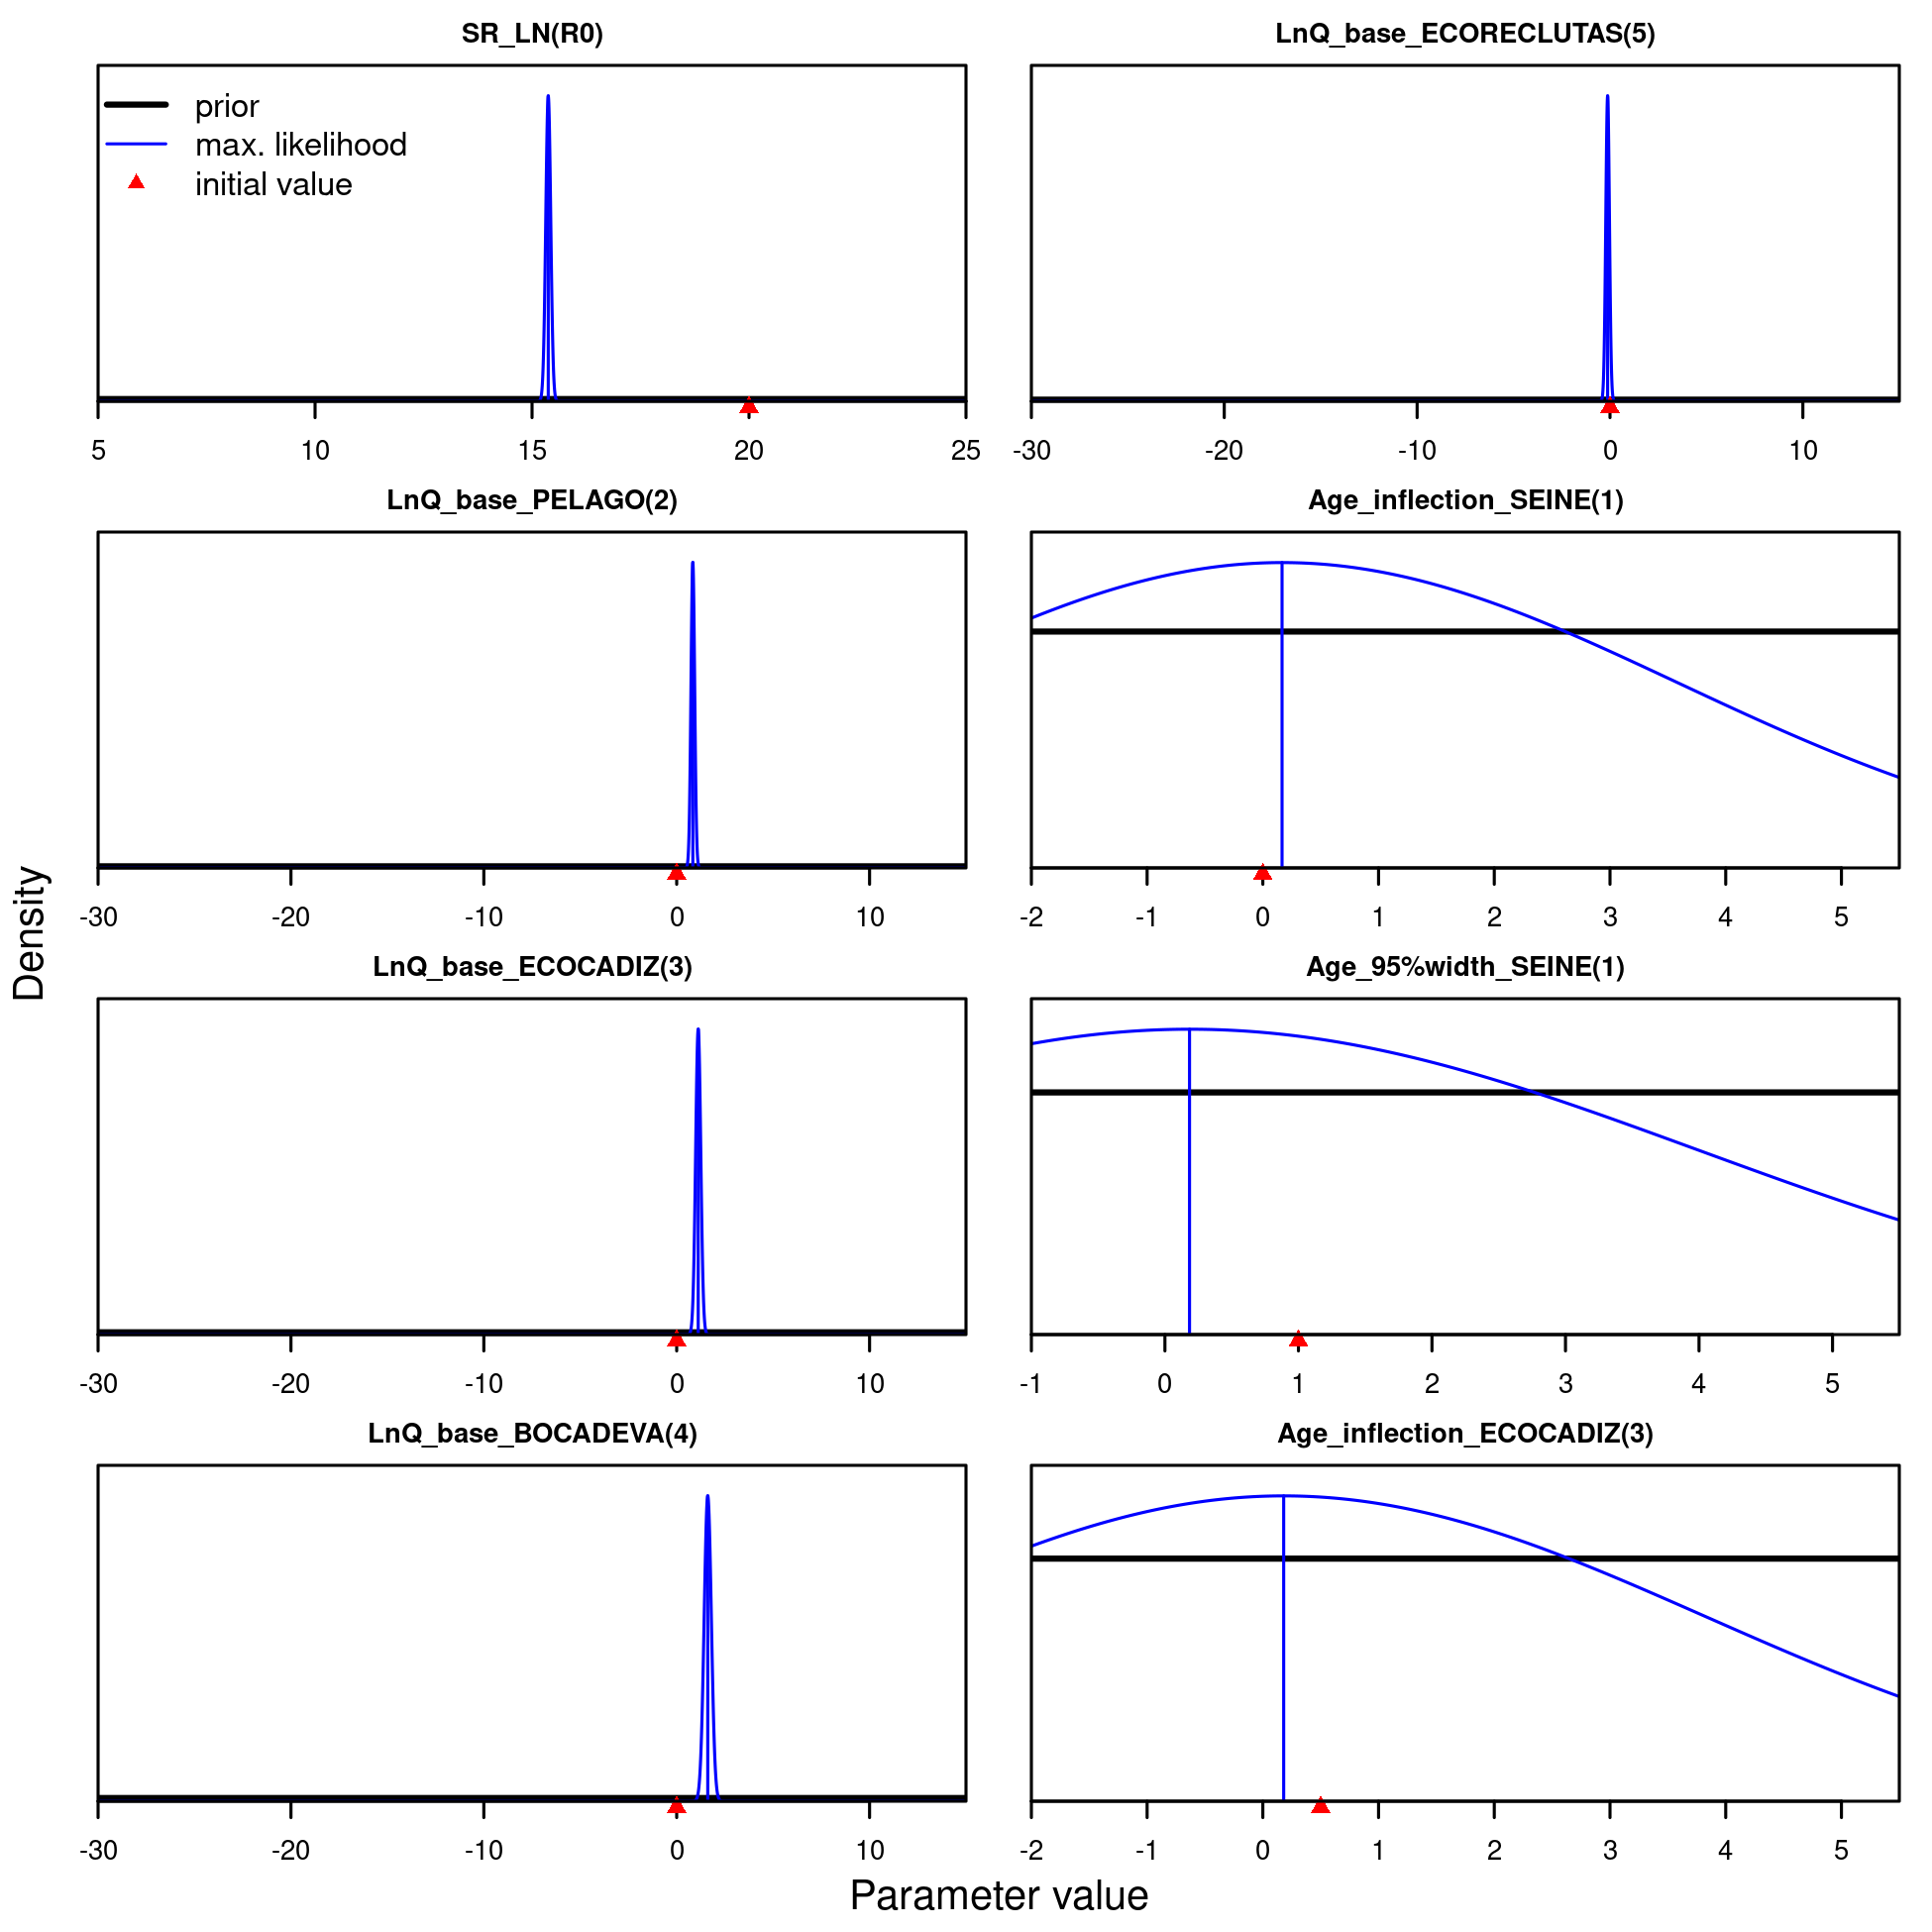 SR_LN(R0)
prior
max. likelihood
initial value
5 10 15 20 25
LnQ_base_ECORECLUTAS(5)
-30 -20 -10 0 10
LnQ_base_PELAGO(2)
-30 -20 -10 0 10
Age_inflection_SEINE(1)
-2 -1 0 1 2 3 4 5
LnQ_base_ECOCADIZ(3)
-30 -20 -10 0 10
Age_95%width_SEINE(1)
-1 0 1 2 3 4 5
LnQ_base_BOCADEVA(4)
-30 -20 -10 0 10
Age_inflection_ECOCADIZ(3)
-2 -1 0 1 2 3 4 5
Density
Parameter value